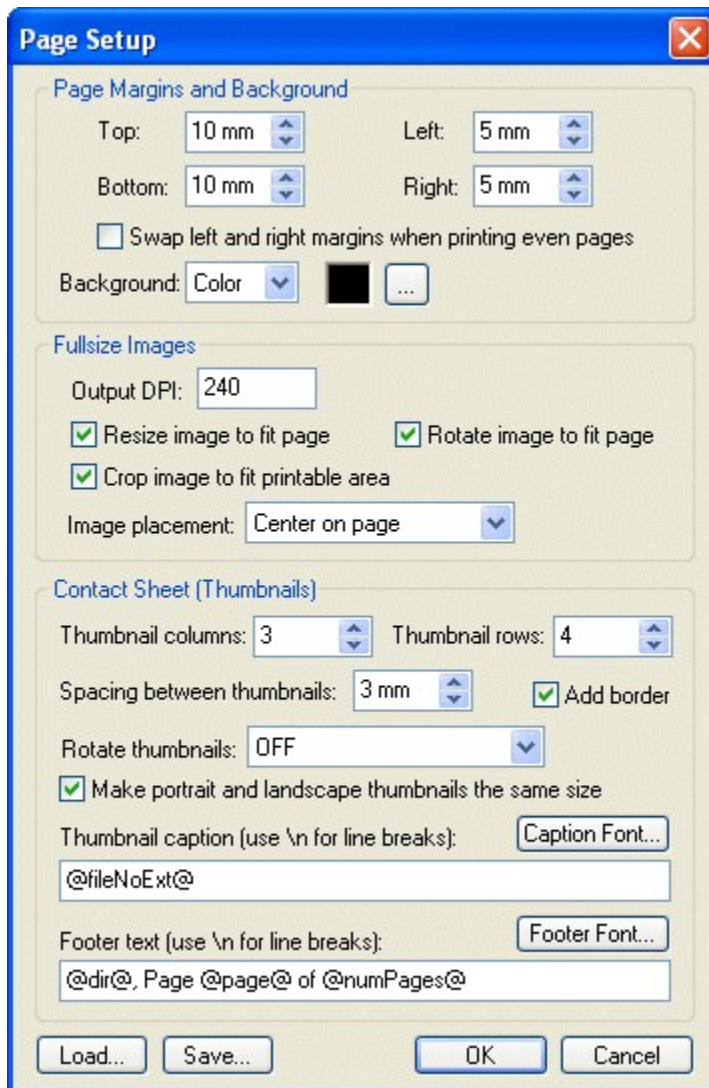 Page Setup
Page Margins and Background
Top: 10 mm Left: 5 mm
Bottom: 10 mm Right: 5 mm
Swap left and right margins when printing even pages
Background: Color ...
Fullsize Images
Output DPI: 240
Resize image to fit page Rotate image to fit page
Crop image to fit printable area
Image placement: Center on page
Contact Sheet (Thumbnails)
Thumbnail columns: 3 Thumbnail rows: 4
Spacing between thumbnails: 3 mm Add border
Rotate thumbnails: OFF
Make portrait and landscape thumbnails the same size
Thumbnail caption (use \n for line breaks): Caption Font...
@fileNoExt@
Footer text (use \n for line breaks): Footer Font...
@dir@, Page @page@ of @numPages@
Load... Save... OK Cancel